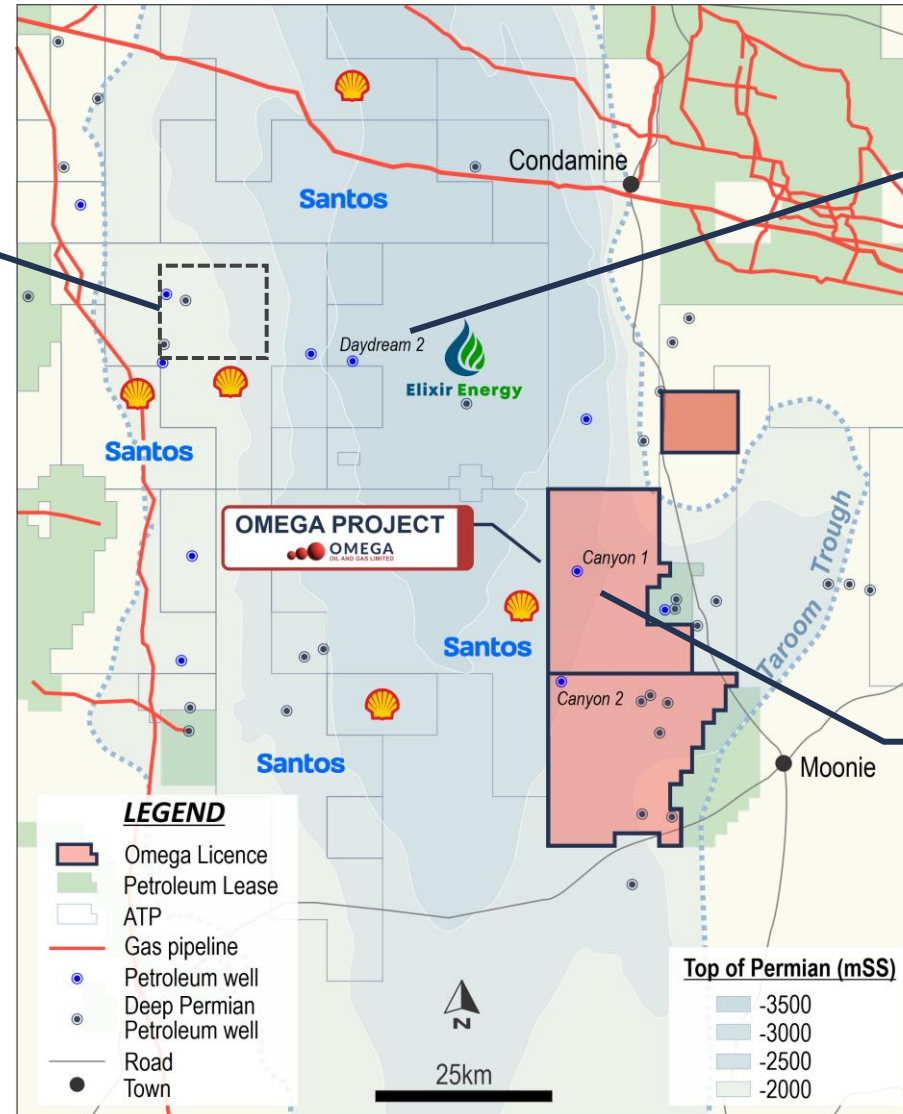 Condamine
Santos
Daydream 2
Elixir Energy
Santos
OMEGA PROJECT
OMEGA
OIL AND GAS LIMITED
Canyon 1
Taroom Trough
Santos
Canyon 2
Santos
Moonie
LEGEND
Omega Licence
Petroleum Lease
ATP
Gas pipeline
Petroleum well
Deep Permian
Petroleum well
Road
Town
N
25km
Top of Permian (mSS)
-3500
-3000
-2500
-2000